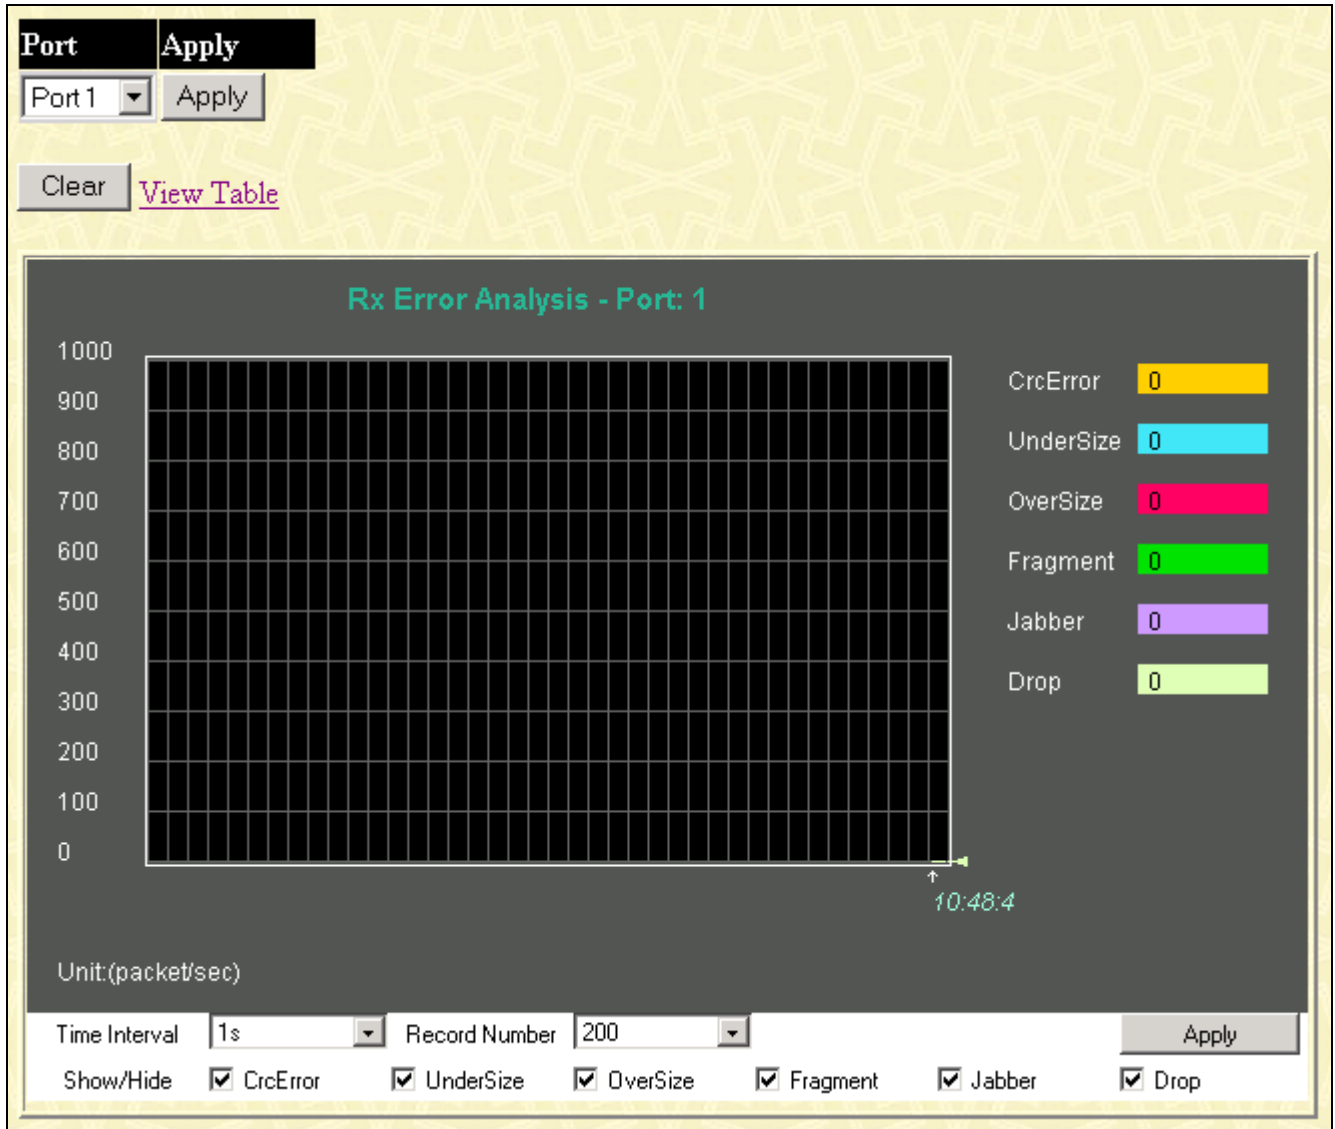 Port Apply
Port 1 Apply
Clear View Table
Rx Error Analysis - Port: 1
1000
900
800
700
600
500
400
300
200
100
0
CrcError 0
UnderSize 0
OverSize 0
Fragment 0
Jabber 0
Drop 0
10:48:4
Unit:(packet/sec)
Time Interval 1s Record Number 200 Apply
Show/Hide CrcError UnderSize OverSize Fragment Jabber Drop